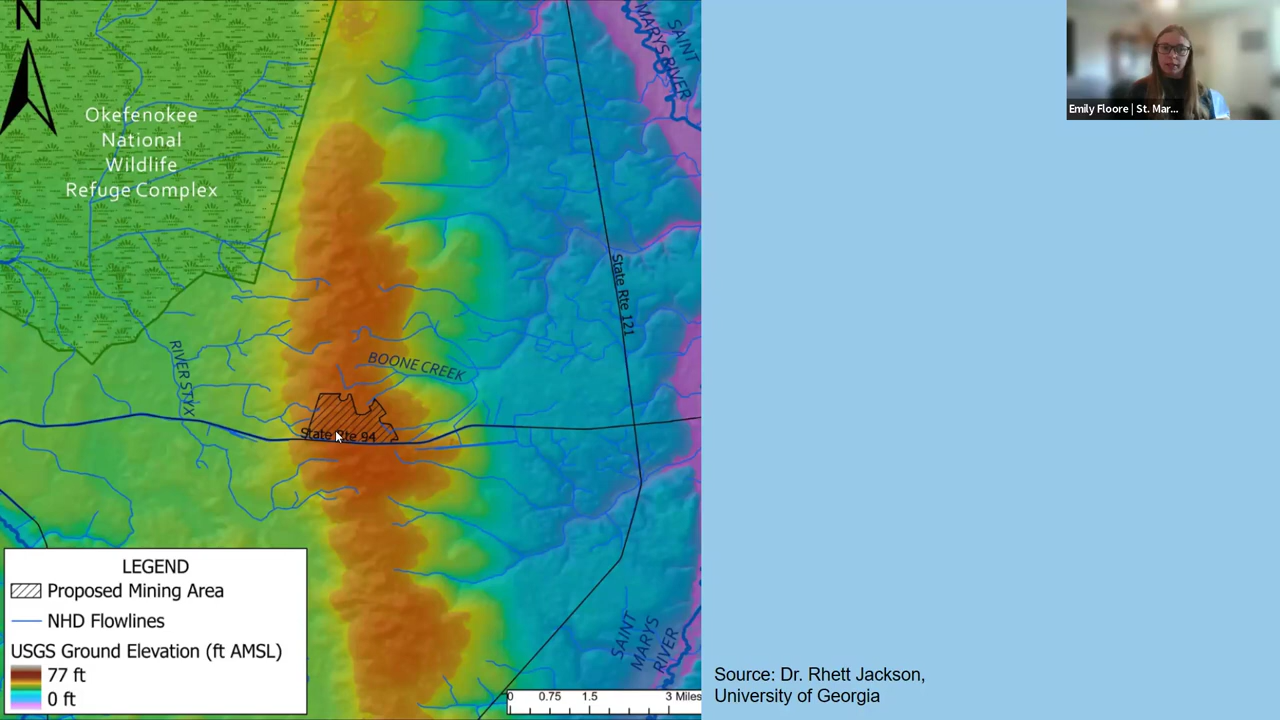 N
SAINT
MARYS RIVER
Okefenokee
National
Wildlife
Refuge Complex
Emily Floore | St. Mar...
State Rte 121
RIVER STYX
BOONE CREEK
State Rte 94
LEGEND
Proposed Mining Area
NHD Flowlines
USGS Ground Elevation (ft AMSL)
77 ft
0 ft
SAINT
MARYS
RIVER
0 0.75 1.5 3 Miles
Source: Dr. Rhett Jackson,
University of Georgia